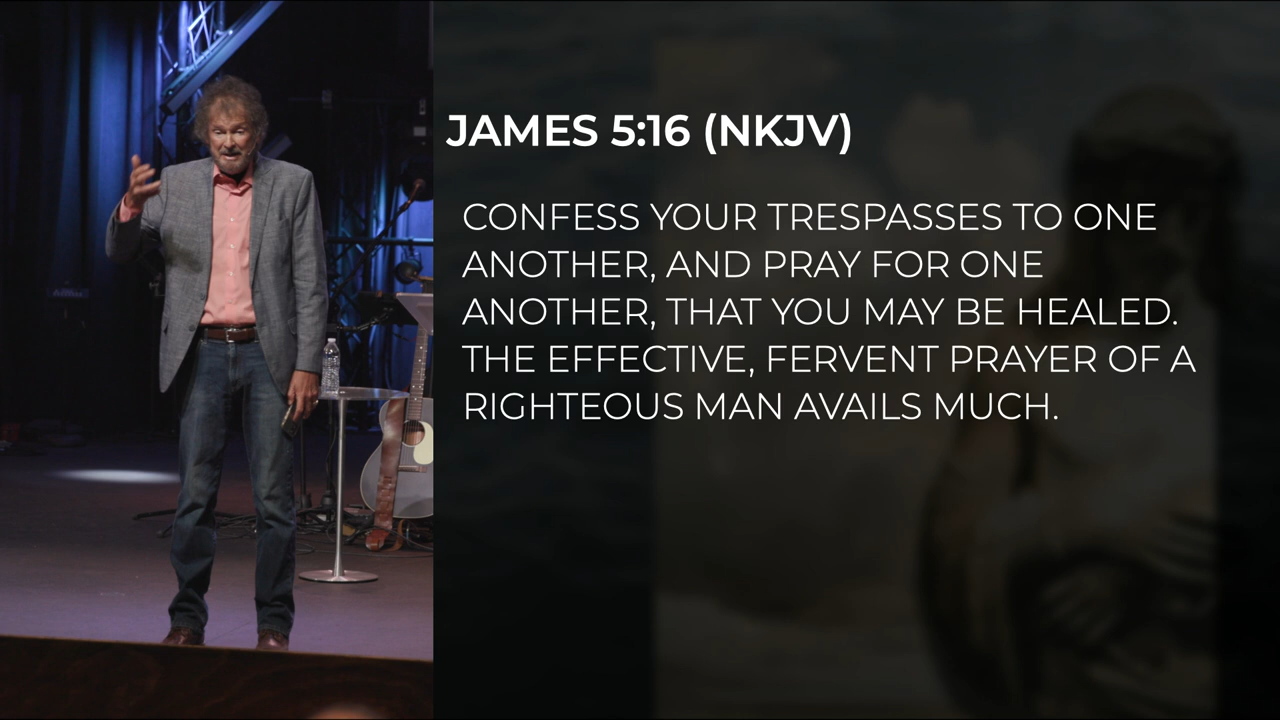 JAMES 5:16 (NKJV)
CONFESS YOUR TRESPASSES TO ONE
ANOTHER, AND PRAY FOR ONE
ANOTHER, THAT YOU MAY BE HEALED.
THE EFFECTIVE, FERVENT PRAYER OF A
RIGHTEOUS MAN AVAILS MUCH.